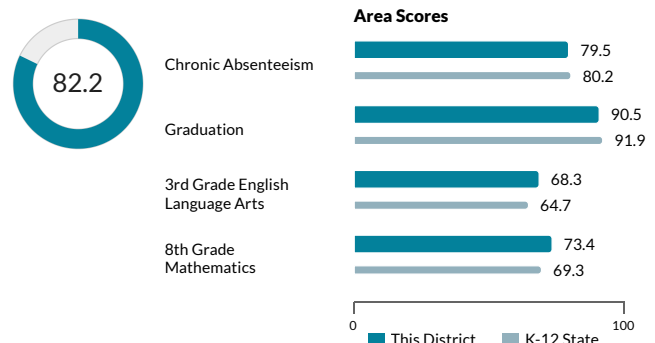 Area Scores
82.2
Chronic Absenteeism
79.5
80.2
Graduation
90.5
91.9
3rd Grade English
Language Arts
68.3
64.7
8th Grade
Mathematics
73.4
69.3
0
100
This District
K-12 State